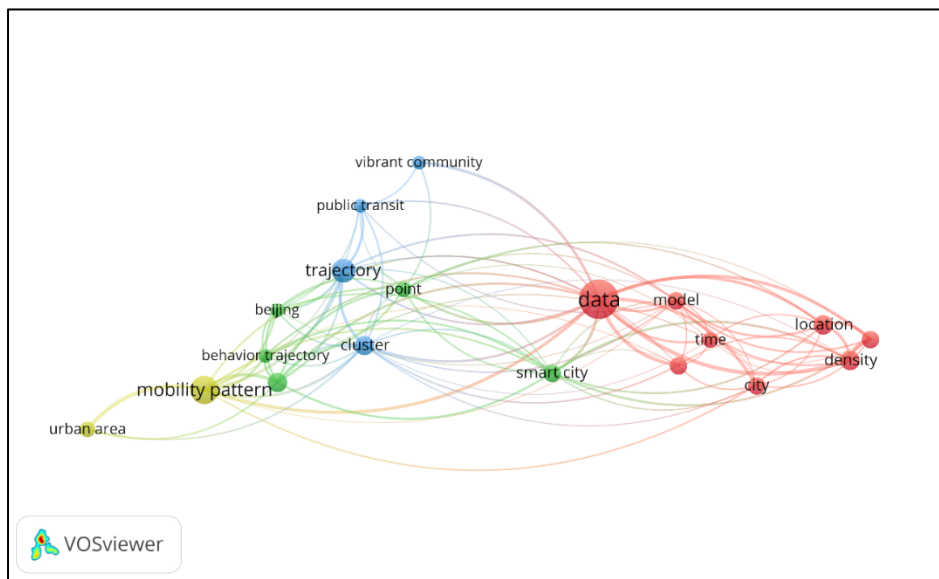 vibrant community
public transit
trajectory
point
data
model
beijing
location
time
cluster
behavior trajectory
density
smart city
mobility pattern
city
urban area
VOSviewer